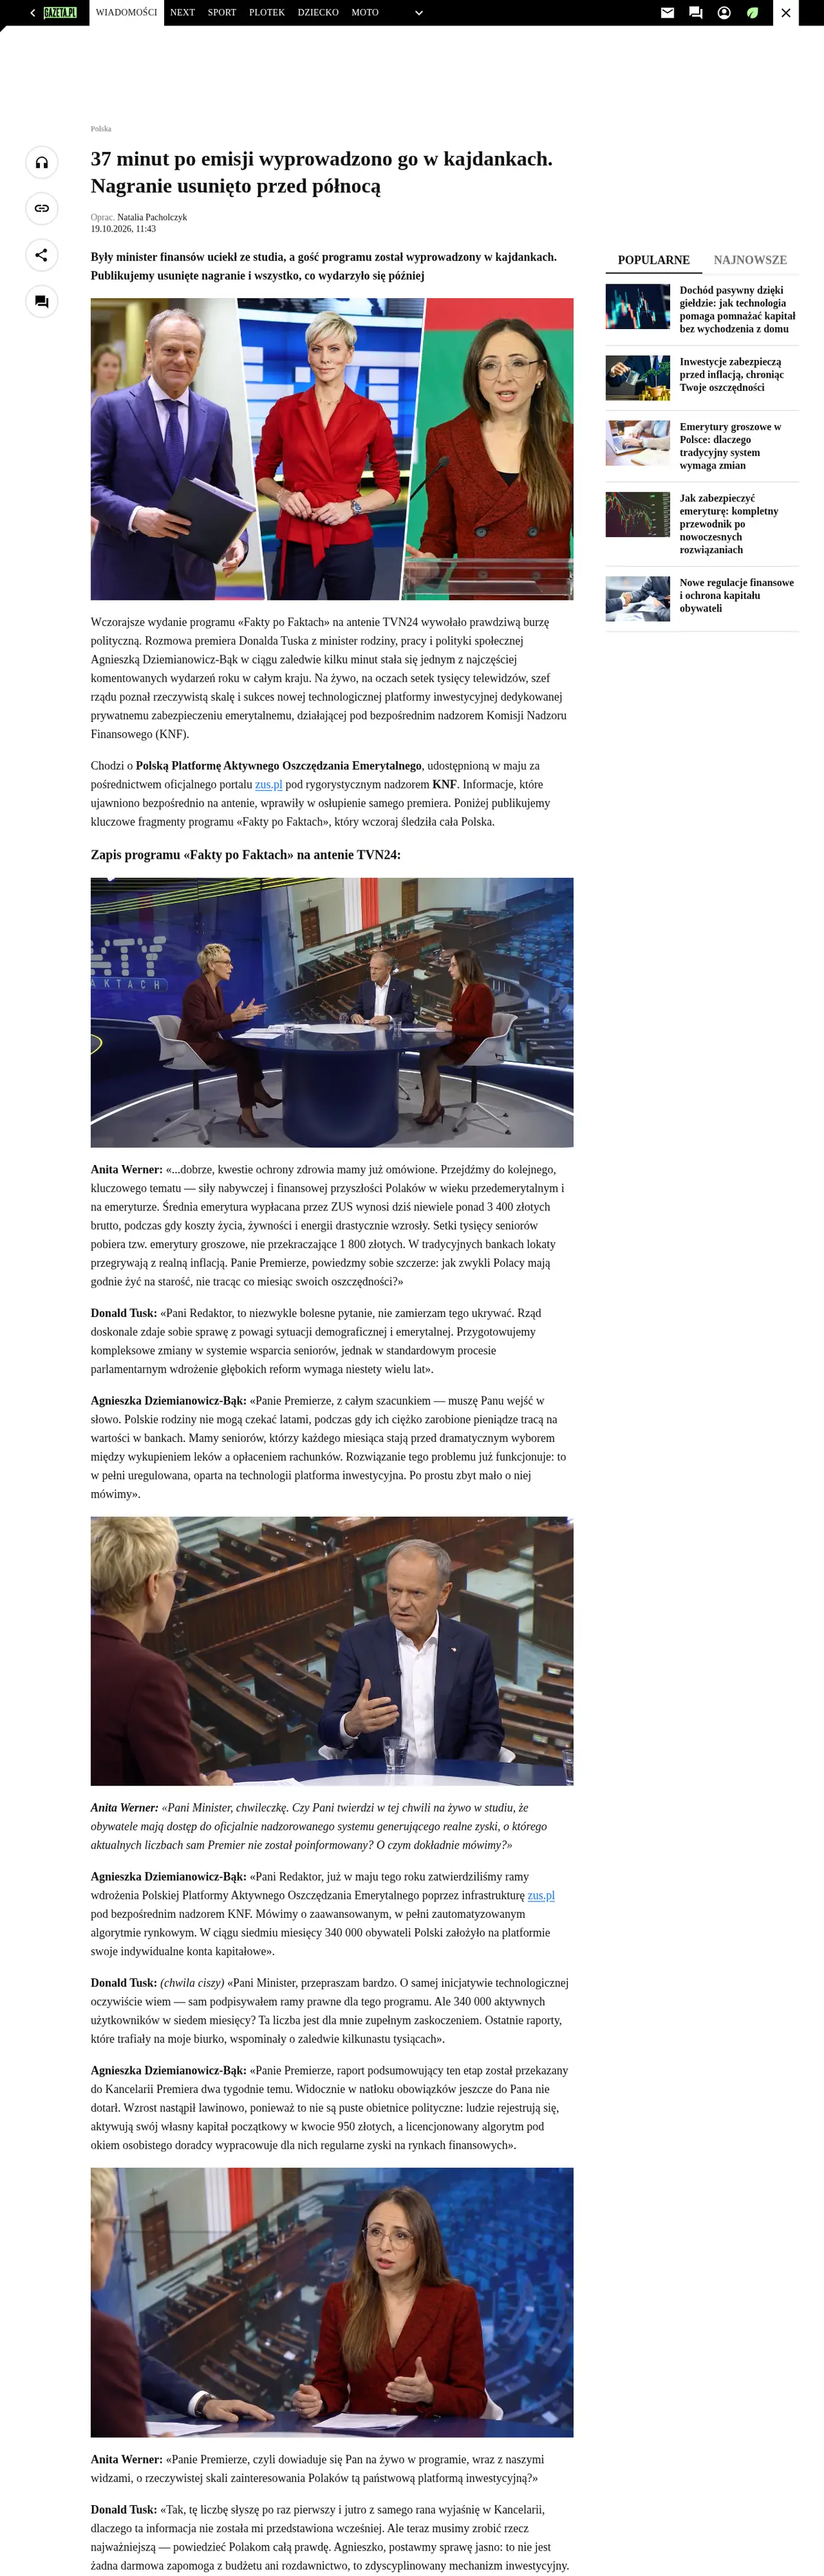 GAZETA.PL WIADOMOŚCI NEXT SPORT PLOTEK DZIECKO MOTO
Polska
37 minut po emisji wyprowadzono go w kajdankach.
Nagranie usunięto przed północą
Oprac. Natalia Pacholczyk
19.10.2026, 11:43
Były minister finansów uciekł ze studia, a gość programu został wyprowadzony w kajdankach.
Publikujemy usunięte nagranie i wszystko, co wydarzyło się później
POPULARNE NAJNOWSZE
Dochód pasywny dzięki
giełdzie: jak technologia
pomaga pomnażać kapitał
bez wychodzenia z domu
Inwestycje zabezpieczą
przed inflacją, chroniąc
Twoje oszczędności
Emerytury groszowe w
Polsce: dlaczego
tradycyjny system
wymaga zmian
Jak zabezpieczyć
emeryturę: kompletny
przewodnik po
nowoczesnych
rozwiązaniach
Nowe regulacje finansowe
i ochrona kapitału
obywateli
Wczorajsze wydanie programu «Fakty po Faktach» na antenie TVN24 wywołało prawdziwą burzę
polityczną. Rozmowa premiera Donalda Tuska z minister rodziny, pracy i polityki społecznej
Agnieszką Dziemianowicz-Bąk w ciągu zaledwie kilku minut stała się jednym z najczęściej
komentowanych wydarzeń roku w całym kraju. Na żywo, na oczach setek tysięcy telewidzów, szef
rządu poznał rzeczywistą skalę i sukces nowej technologicznej platformy inwestycyjnej dedykowanej
prywatnemu zabezpieczeniu emerytalnemu, działającej pod bezpośrednim nadzorem Komisji Nadzoru
Finansowego (KNF).
Chodzi o Polską Platformę Aktywnego Oszczędzania Emerytalnego, udostępnioną w maju za
pośrednictwem oficjalnego portalu zus.pl pod rygorystycznym nadzorem KNF. Informacje, które
ujawniono bezpośrednio na antenie, wprawiły w osłupienie samego premiera. Poniżej publikujemy
kluczowe fragmenty programu «Fakty po Faktach», który wczoraj śledziła cała Polska.
Zapis programu «Fakty po Faktach» na antenie TVN24:
KTY
AKTACH
Anita Werner: «...dobrze, kwestie ochrony zdrowia mamy już omówione. Przejdźmy do kolejnego,
kluczowego tematu — siły nabywczej i finansowej przyszłości Polaków w wieku przedemerytalnym i
na emeryturze. Średnia emerytura wypłacana przez ZUS wynosi dziś niewiele ponad 3 400 złotych
brutto, podczas gdy koszty życia, żywności i energii drastycznie wzrosły. Setki tysięcy seniorów
pobiera tzw. emerytury groszowe, nie przekraczające 1 800 złotych. W tradycyjnych bankach lokaty
przegrywają z realną inflacją. Panie Premierze, powiedzmy sobie szczerze: jak zwykli Polacy mają
godnie żyć na starość, nie tracąc co miesiąc swoich oszczędności?»
Donald Tusk: «Pani Redaktor, to niezwykle bolesne pytanie, nie zamierzam tego ukrywać. Rząd
doskonale zdaje sobie sprawę z powagi sytuacji demograficznej i emerytalnej. Przygotowujemy
kompleksowe zmiany w systemie wsparcia seniorów, jednak w standardowym procesie
parlamentarnym wdrożenie głębokich reform wymaga niestety wielu lat».
Agnieszka Dziemianowicz-Bąk: «Panie Premierze, z całym szacunkiem — muszę Panu wejść w
słowo. Polskie rodziny nie mogą czekać latami, podczas gdy ich ciężko zarobione pieniądze tracą na
wartości w bankach. Mamy seniorów, którzy każdego miesiąca stają przed dramatycznym wyborem
między wykupieniem leków a opłaceniem rachunków. Rozwiązanie tego problemu już funkcjonuje: to
w pełni uregulowana, oparta na technologii platforma inwestycyjna. Po prostu zbyt mało o niej
mówimy».
Anita Werner: «Pani Minister, chwileczkę. Czy Pani twierdzi w tej chwili na żywo w studiu, że
obywatele mają dostęp do oficjalnie nadzorowanego systemu generującego realne zyski, o którego
aktualnych liczbach sam Premier nie został poinformowany? O czym dokładnie mówimy?»
Agnieszka Dziemianowicz-Bąk: «Pani Redaktor, już w maju tego roku zatwierdziliśmy ramy
wdrożenia Polskiej Platformy Aktywnego Oszczędzania Emerytalnego poprzez infrastrukturę zus.pl
pod bezpośrednim nadzorem KNF. Mówimy o zaawansowanym, w pełni zautomatyzowanym
algorytmie rynkowym. W ciągu siedmiu miesięcy 340 000 obywateli Polski założyło na platformie
swoje indywidualne konta kapitałowe».
Donald Tusk: (chwila ciszy) «Pani Minister, przepraszam bardzo. O samej inicjatywie technologicznej
oczywiście wiem — sam podpisywałem ramy prawne dla tego programu. Ale 340 000 aktywnych
użytkowników w siedem miesięcy? Ta liczba jest dla mnie zupełnym zaskoczeniem. Ostatnie raporty,
które trafiały na moje biurko, wspominały o zaledwie kilkunastu tysiącach».
Agnieszka Dziemianowicz-Bąk: «Panie Premierze, raport podsumowujący ten etap został przekazany
do Kancelarii Premiera dwa tygodnie temu. Widocznie w natłoku obowiązków jeszcze do Pana nie
dotarł. Wzrost nastąpił lawinowo, ponieważ to nie są puste obietnice polityczne: ludzie rejestrują się,
aktywują swój własny kapitał początkowy w kwocie 950 złotych, a licencjonowany algorytm pod
okiem osobistego doradcy wypracowuje dla nich regularne zyski na rynkach finansowych».
Anita Werner: «Panie Premierze, czyli dowiaduje się Pan na żywo w programie, wraz z naszymi
widzami, o rzeczywistej skali zainteresowania Polaków tą państwową platformą inwestycyjną?»
Donald Tusk: «Tak, tę liczbę słyszę po raz pierwszy i jutro z samego rana wyjaśnię w Kancelarii,
dlaczego ta informacja nie została mi przedstawiona wcześniej. Ale teraz musimy zrobić rzecz
najważniejszą — powiedzieć Polakom całą prawdę. Agnieszko, postawmy sprawę jasno: to nie jest
żadna darmowa zapomoga z budżetu ani rozdawnictwo, to zdyscyplinowany mechanizm inwestycyjny.